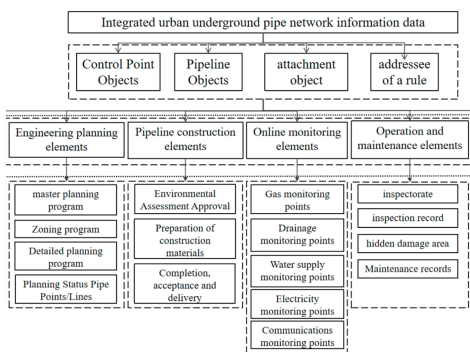 Integrated urban underground pipe network information data
Control Point
Objects
Pipeline
Objects
attachment
object
addressee
of a rule
Engineering planning
elements
Pipeline construction
elements
Online monitoring
elements
Operation and
maintenance elements
master planning
program
Zoning program
Detailed planning
program
Planning Status Pipe
Points/Lines
Environmental
Assessment Approval
Preparation of
construction
materials
Completion,
acceptance and
delivery
Gas monitoring
points
Drainage
monitoring points
Water supply
monitoring points
Electricity
monitoring points
Communications
monitoring points
inspectorate
inspection record
hidden damage area
Maintenance records